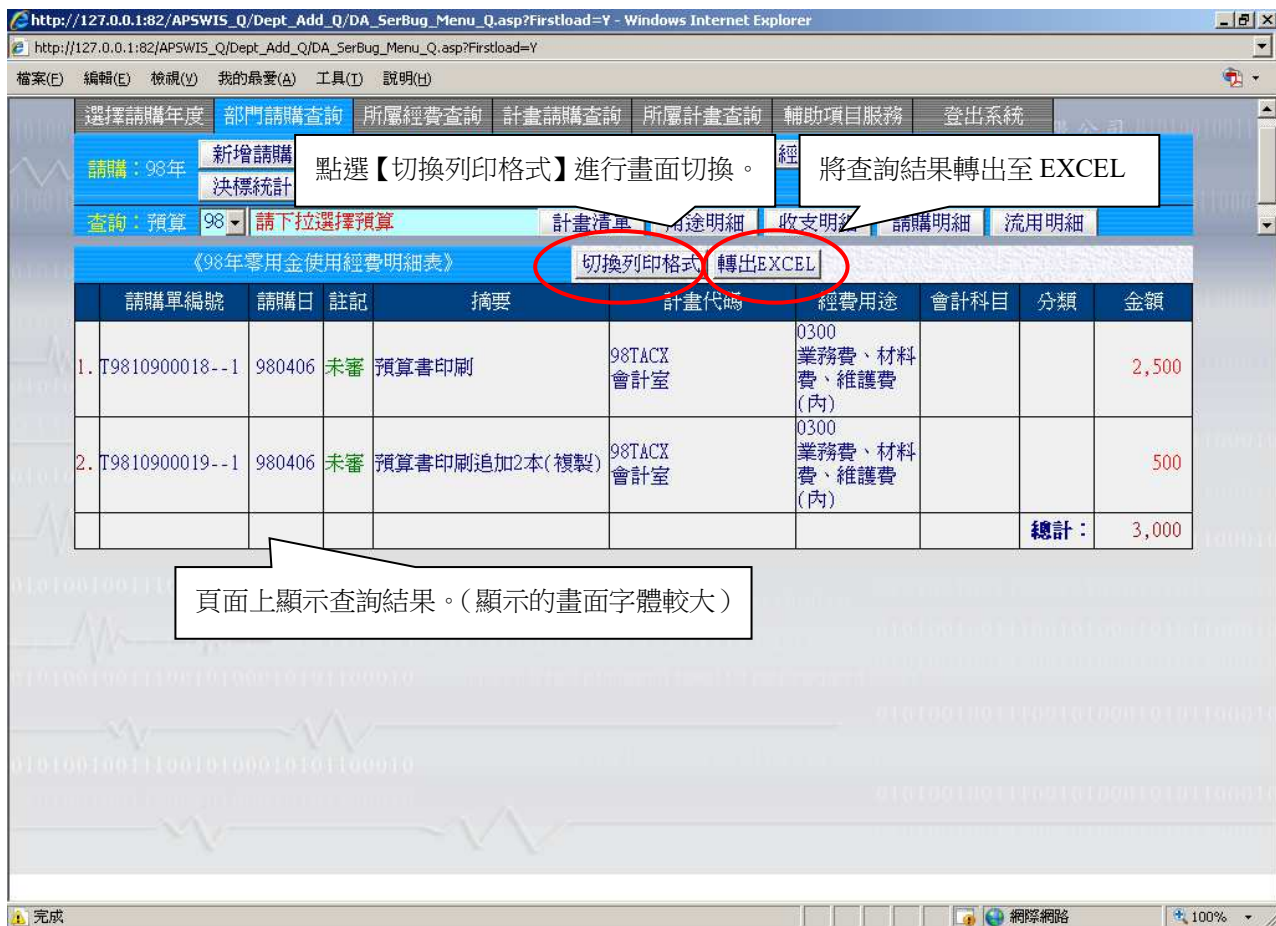 http://127.0.0.1:82/APSWIS_Q/Dept_Add_Q/DA_SerBug_Menu_Q.asp?Firstload=Y - Windows Internet Explorer
http://127.0.0.1:82/APSWIS_Q/Dept_Add_Q/DA_SerBug_Menu_Q.asp?Firstload=Y
檔案(F) 編輯(E) 檢視(V) 我的最愛(A) 工具(T) 說明(H)
選擇請購年度 部門請購查詢 所屬經費查詢 計畫請購查詢 所屬計畫查詢 輔助項目服務 登出系統
請購：98年 新增請購
決標統計
點選【切換列印格式】進行畫面切換。
將查詢結果轉出至 EXCEL
查詢：預算 98 請下拉選擇預算 計畫清單 用途明細 收支明細 請購明細 流用明細
《98年零用金使用經費明細表》 切換列印格式 轉出EXCEL
請購單編號 請購日 註記 摘要 計畫代碼 經費用途 會計科目 分類 金額
1. T9810900018--1 980406 未審 預算書印刷 98TACX 會計室 0300 業務費、材料費、維護費(內) 2,500
2. T9810900019--1 980406 未審 預算書印刷追加2本(複製) 98TACX 會計室 0300 業務費、材料費、維護費(內) 500
總計： 3,000
頁面上顯示查詢結果。（顯示的畫面字體較大）
完成 網際網路 100%